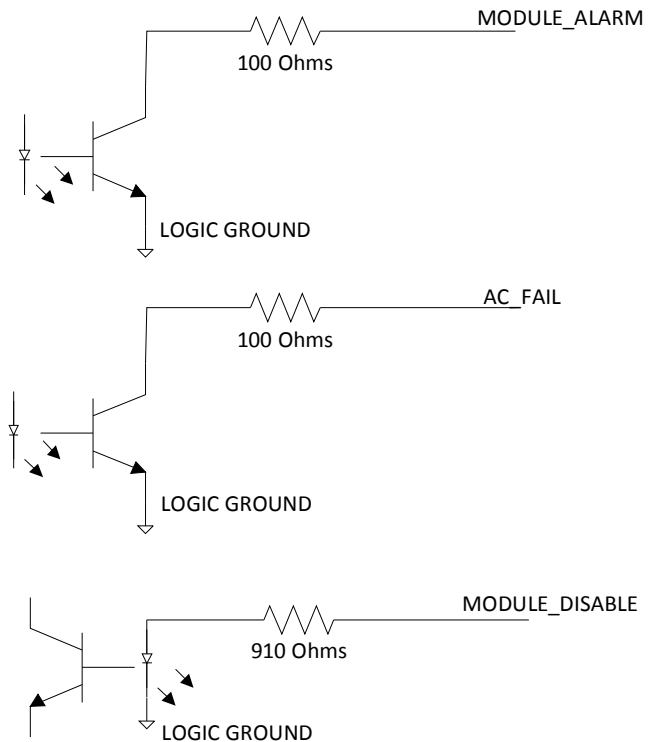 MODULE_ALARM
100 Ohms
LOGIC GROUND
AC_FAIL
100 Ohms
LOGIC GROUND
MODULE_DISABLE
910 Ohms
LOGIC GROUND